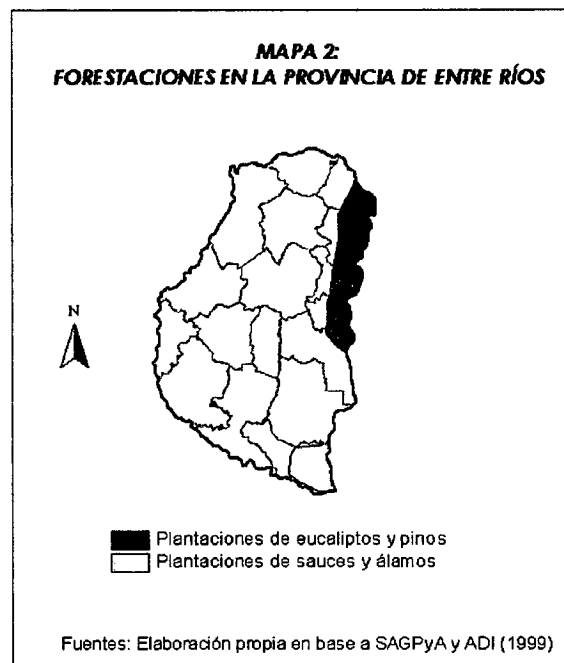 MAPA 2:
FORESTACIONES EN LA PROVINCIA DE ENTRE RÍOS
N
Plantaciones de eucaliptos y pinos
Plantaciones de sauces y álamos
Fuentes: Elaboración propia en base a SAGPyA y ADI (1999)